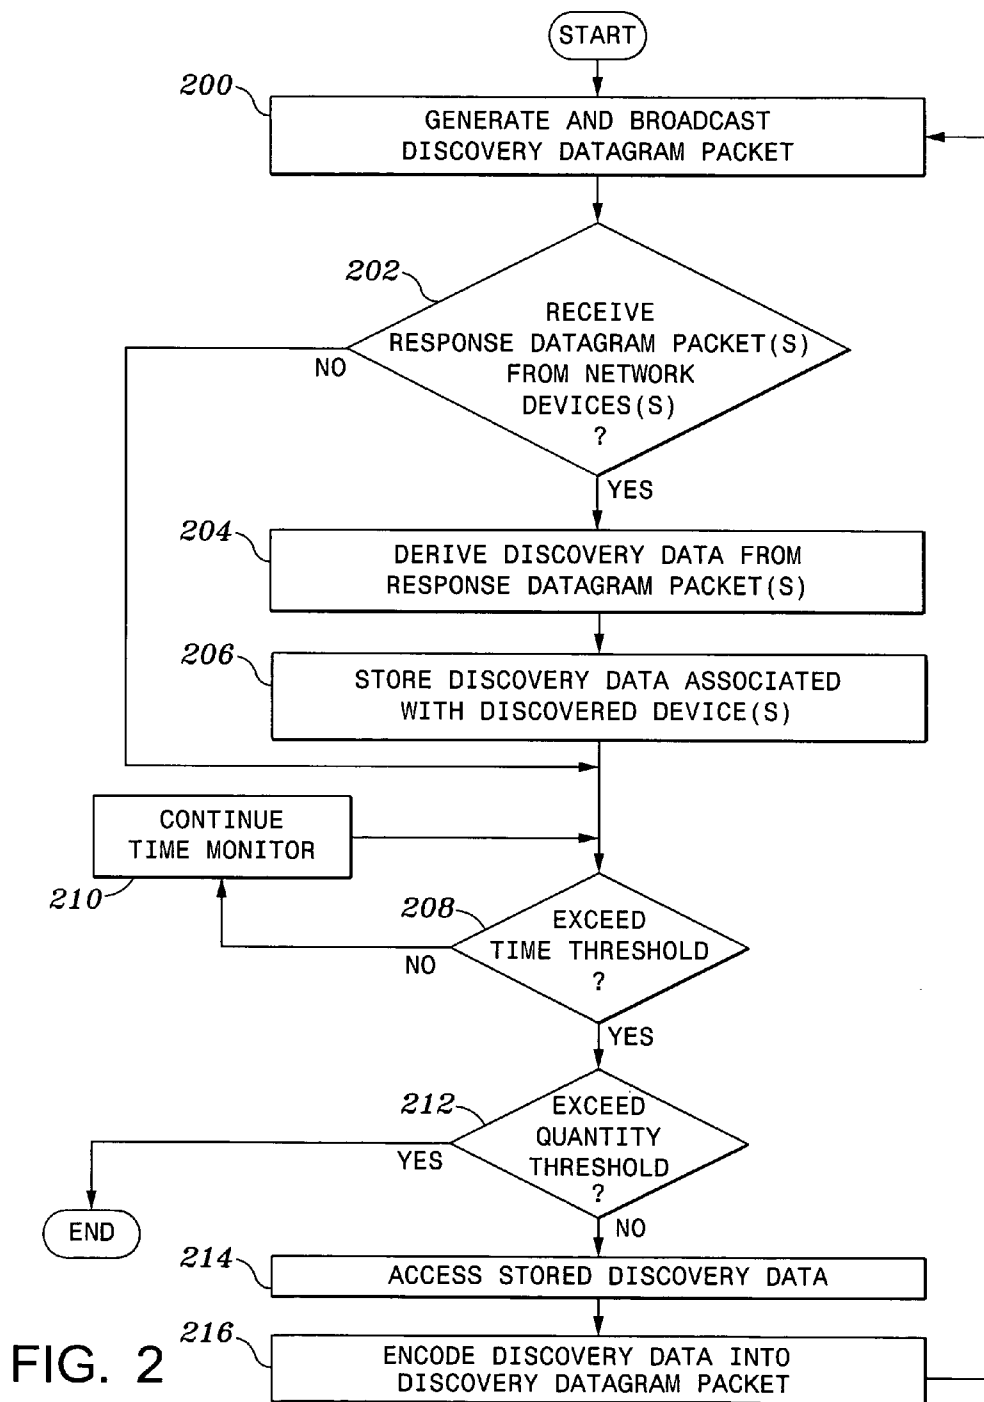 START
200
GENERATE AND BROADCAST
DISCOVERY DATAGRAM PACKET
202
RECEIVE
RESPONSE DATAGRAM PACKET(S)
FROM NETWORK
DEVICES(S)
?
NO
YES
204
DERIVE DISCOVERY DATA FROM
RESPONSE DATAGRAM PACKET(S)
206
STORE DISCOVERY DATA ASSOCIATED
WITH DISCOVERED DEVICE(S)
CONTINUE
TIME MONITOR
210
208
EXCEED
TIME THRESHOLD
?
NO
YES
212
EXCEED
QUANTITY
THRESHOLD
?
YES
NO
END
214
ACCESS STORED DISCOVERY DATA
216
ENCODE DISCOVERY DATA INTO
DISCOVERY DATAGRAM PACKET
FIG. 2